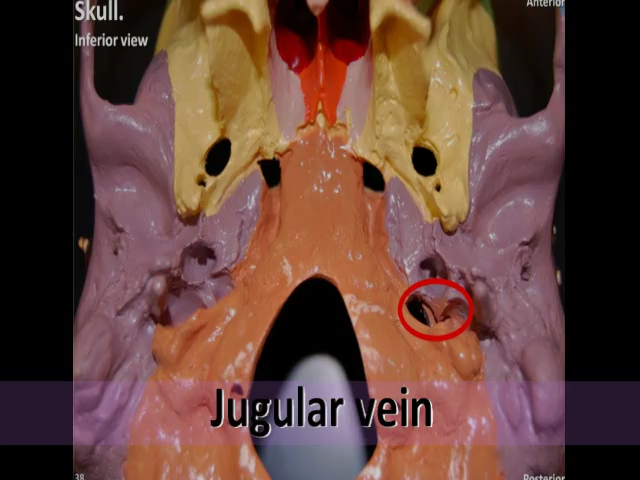 Skull.
Inferior view
Anterior
Jugular vein
38
Posterior